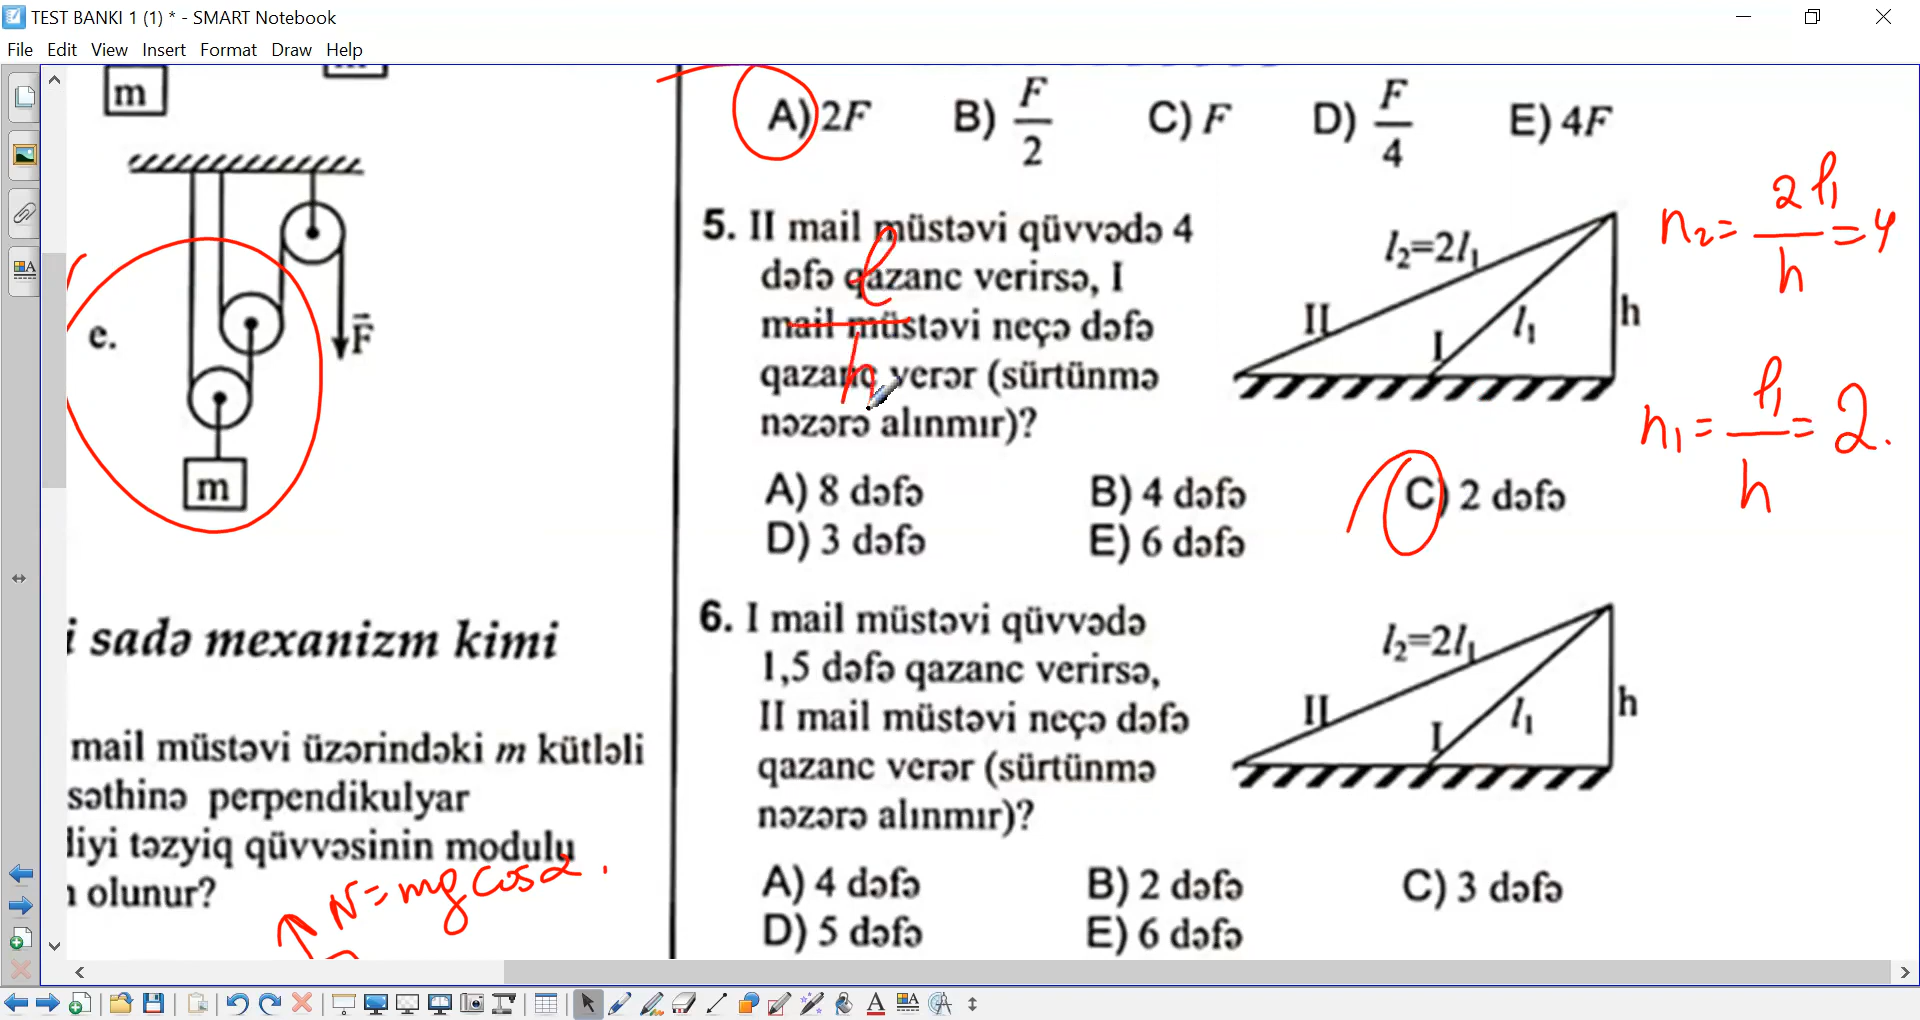 TEST BANKI 1 (1) * - SMART Notebook
File Edit View Insert Format Draw Help
m
e.
F
m
i sadə mexanizm kimi
mail müstəvi üzərindəki m kütləli
səthinə perpendikulyar
liyi təzyiq qüvvəsinin modulu
olunur?
N=mg cosα.
A) 2F B) F/2 C) F D) F/4 E) 4F
5. II mail müstəvi qüvvədə 4
dəfə qazanc verirsə, I
mail müstəvi neçə dəfə
qazanc verər (sürtünmə
nəzərə alınmır)?
l/h
l₂=2l₁
II
I
l₁
h
n₂ = 2l₁/h = 4
n₁ = l₁/h = 2.
A) 8 dəfə B) 4 dəfə C) 2 dəfə
D) 3 dəfə E) 6 dəfə
6. I mail müstəvi qüvvədə
1,5 dəfə qazanc verirsə,
II mail müstəvi neçə dəfə
qazanc verər (sürtünmə
nəzərə alınmır)?
l₂=2l₁
II
I
l₁
h
A) 4 dəfə B) 2 dəfə C) 3 dəfə
D) 5 dəfə E) 6 dəfə